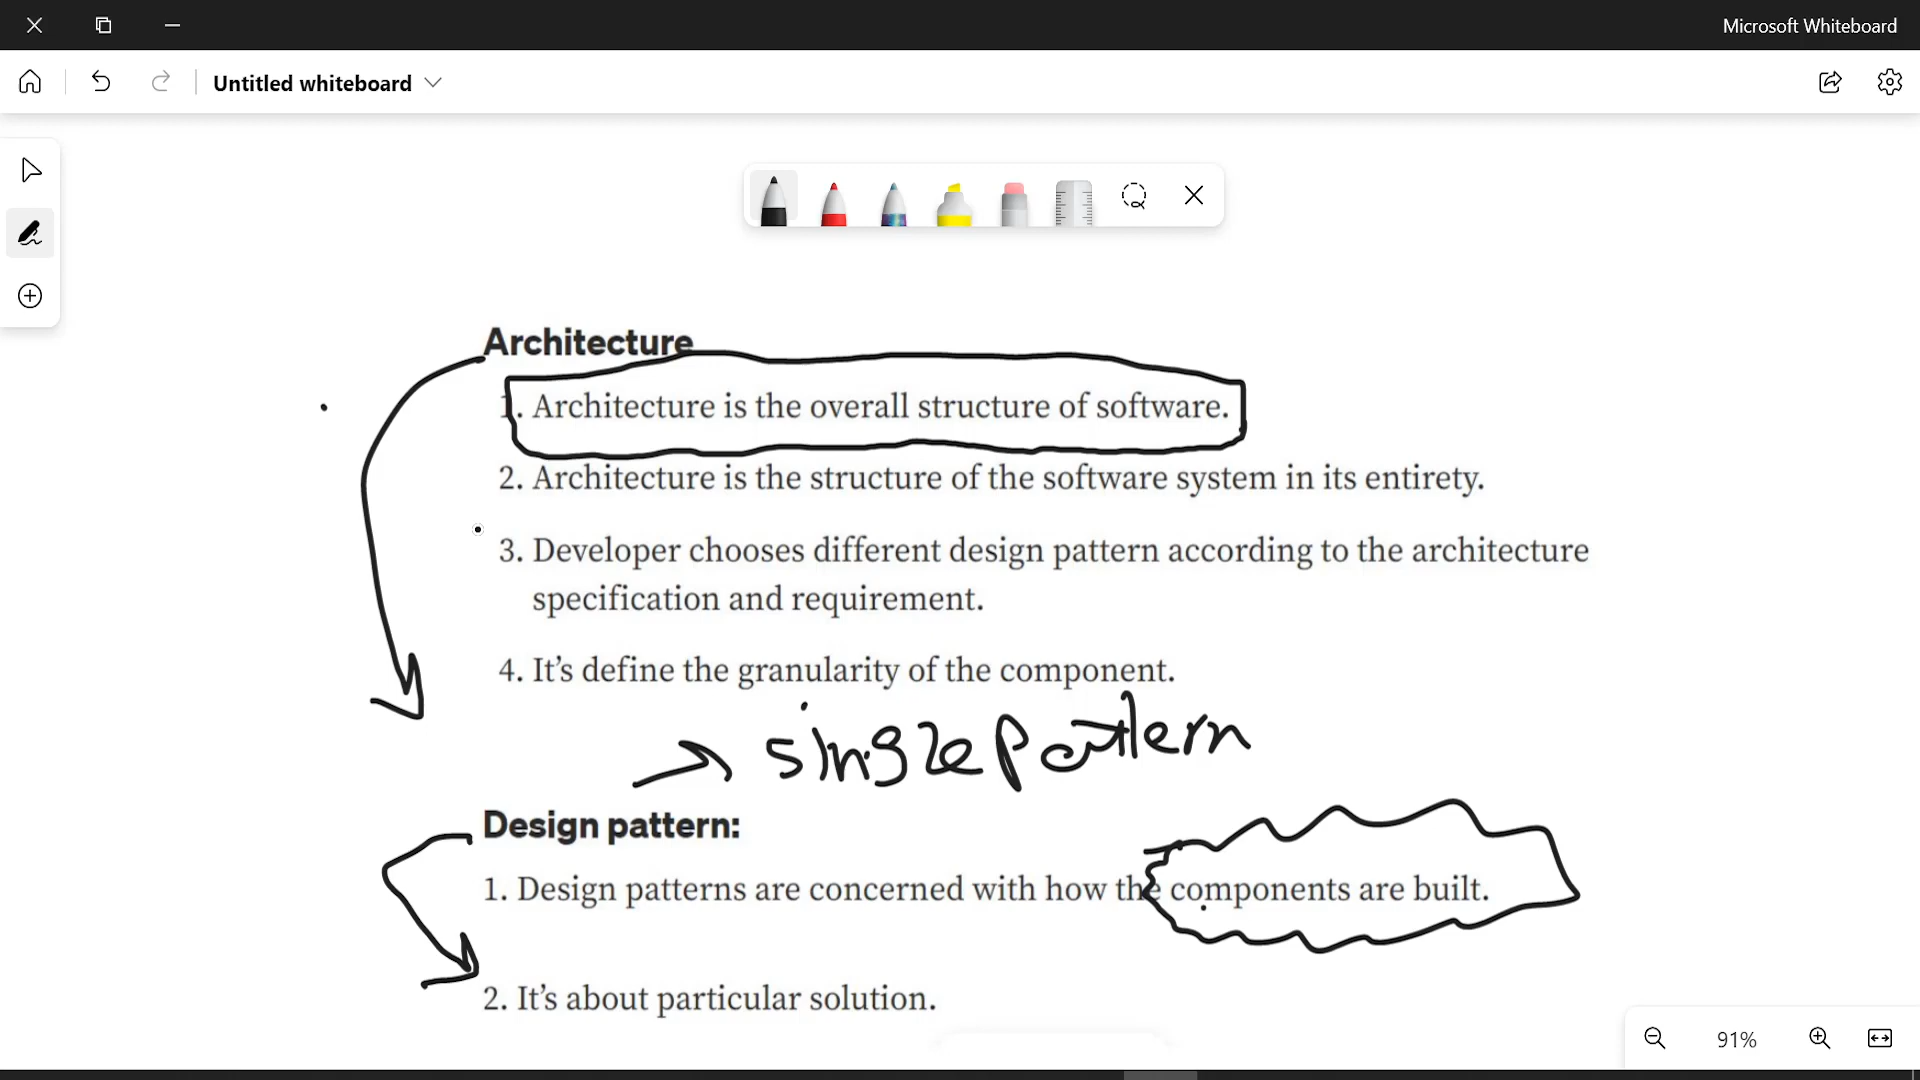 Microsoft Whiteboard
Untitled whiteboard
Architecture
1. Architecture is the overall structure of software.
2. Architecture is the structure of the software system in its entirety.
3. Developer chooses different design pattern according to the architecture
specification and requirement.
4. It’s define the granularity of the component.
single pattern
Design pattern:
1. Design patterns are concerned with how the components are built.
2. It’s about particular solution.
91%